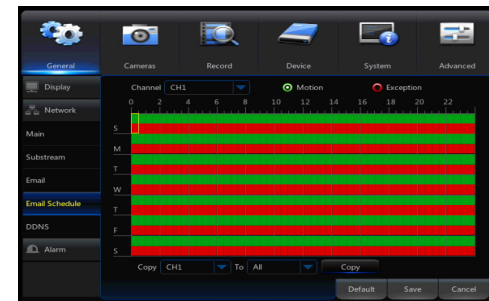 General Cameras Record Device System Advanced
Display
Network
Main
Substream
Email
Email Schedule
DDNS
Alarm
Channel CH1 Motion Exception
0 2 4 6 8 10 12 14 16 18 20 22
S
M
T
W
T
F
S
Copy CH1 To All Copy
Default Save Cancel